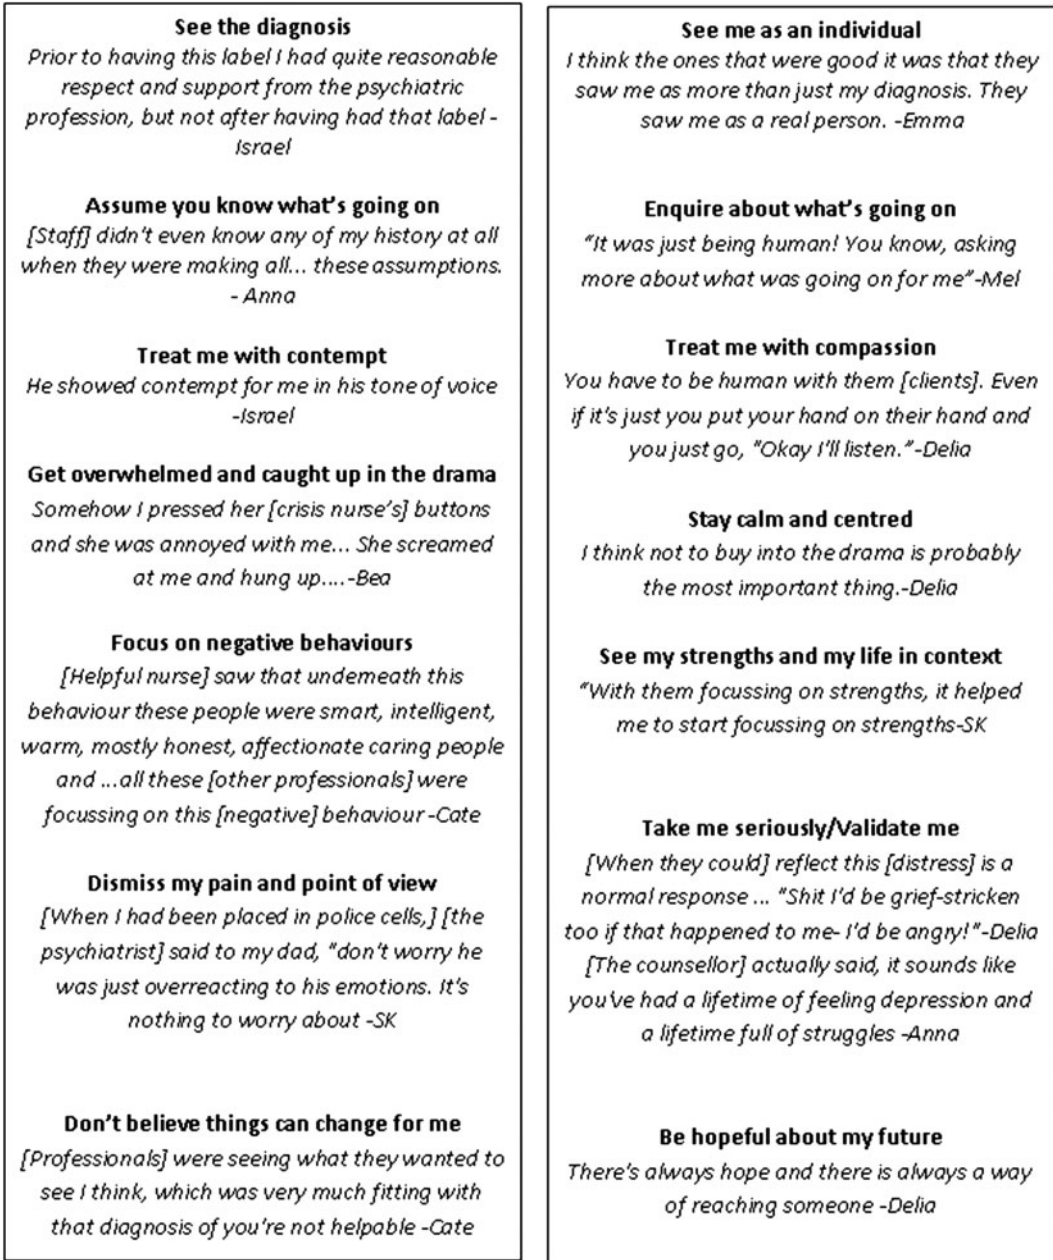 See the diagnosis
Prior to having this label I had quite reasonable
respect and support from the psychiatric
profession, but not after having had that label -
Israel
Assume you know what's going on
[Staff] didn't even know any of my history at all
when they were making all... these assumptions.
- Anna
Treat me with contempt
He showed contempt for me in his tone of voice
-Israel
Get overwhelmed and caught up in the drama
Somehow I pressed her [crisis nurse's] buttons
and she was annoyed with me... She screamed
at me and hung up....-Bea
Focus on negative behaviours
[Helpful nurse] saw that underneath this
behaviour these people were smart, intelligent,
warm, mostly honest, affectionate caring people
and ...all these [other professionals] were
focussing on this [negative] behaviour -Cate
Dismiss my pain and point of view
[When I had been placed in police cells,] [the
psychiatrist] said to my dad, "don't worry he
was just overreacting to his emotions. It's
nothing to worry about -SK
Don't believe things can change for me
[Professionals] were seeing what they wanted to
see I think, which was very much fitting with
that diagnosis of you're not helpable -Cate
See me as an individual
I think the ones that were good it was that they
saw me as more than just my diagnosis. They
saw me as a real person. -Emma
Enquire about what's going on
"It was just being human! You know, asking
more about what was going on for me"-Mel
Treat me with compassion
You have to be human with them [clients]. Even
if it's just you put your hand on their hand and
you just go, "Okay I'll listen."-Delia
Stay calm and centred
I think not to buy into the drama is probably
the most important thing.-Delia
See my strengths and my life in context
"With them focussing on strengths, it helped
me to start focussing on strengths-SK
Take me seriously/Validate me
[When they could] reflect this [distress] is a
normal response ... "Shit I'd be grief-stricken
too if that happened to me- I'd be angry!"-Delia
[The counsellor] actually said, it sounds like
you've had a lifetime of feeling depression and
a lifetime full of struggles -Anna
Be hopeful about my future
There's always hope and there is always a way
of reaching someone -Delia